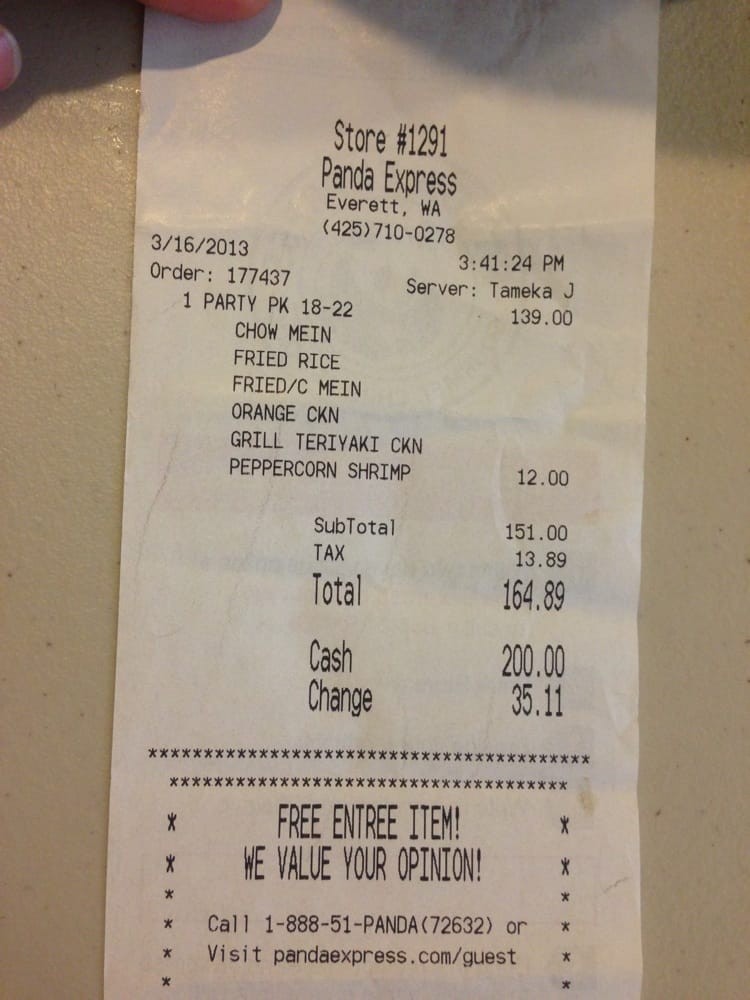 Store #1291
Panda Express
Everett, WA
(425)710-0278
3/16/2013 3:41:24 PM
Order: 177437 Server: Tameka J
1 PARTY PK 18-22 139.00
CHOW MEIN
FRIED RICE
FRIED/C MEIN
ORANGE CKN
GRILL TERIYAKI CKN
PEPPERCORN SHRIMP 12.00
SubTotal 151.00
TAX 13.89
Total 164.89
Cash 200.00
Change 35.11
****************************************
*************************************
* FREE ENTREE ITEM! *
* WE VALUE YOUR OPINION! *
* *
* Call 1-888-51-PANDA(72632) or *
* Visit pandaexpress.com/guest *
* *